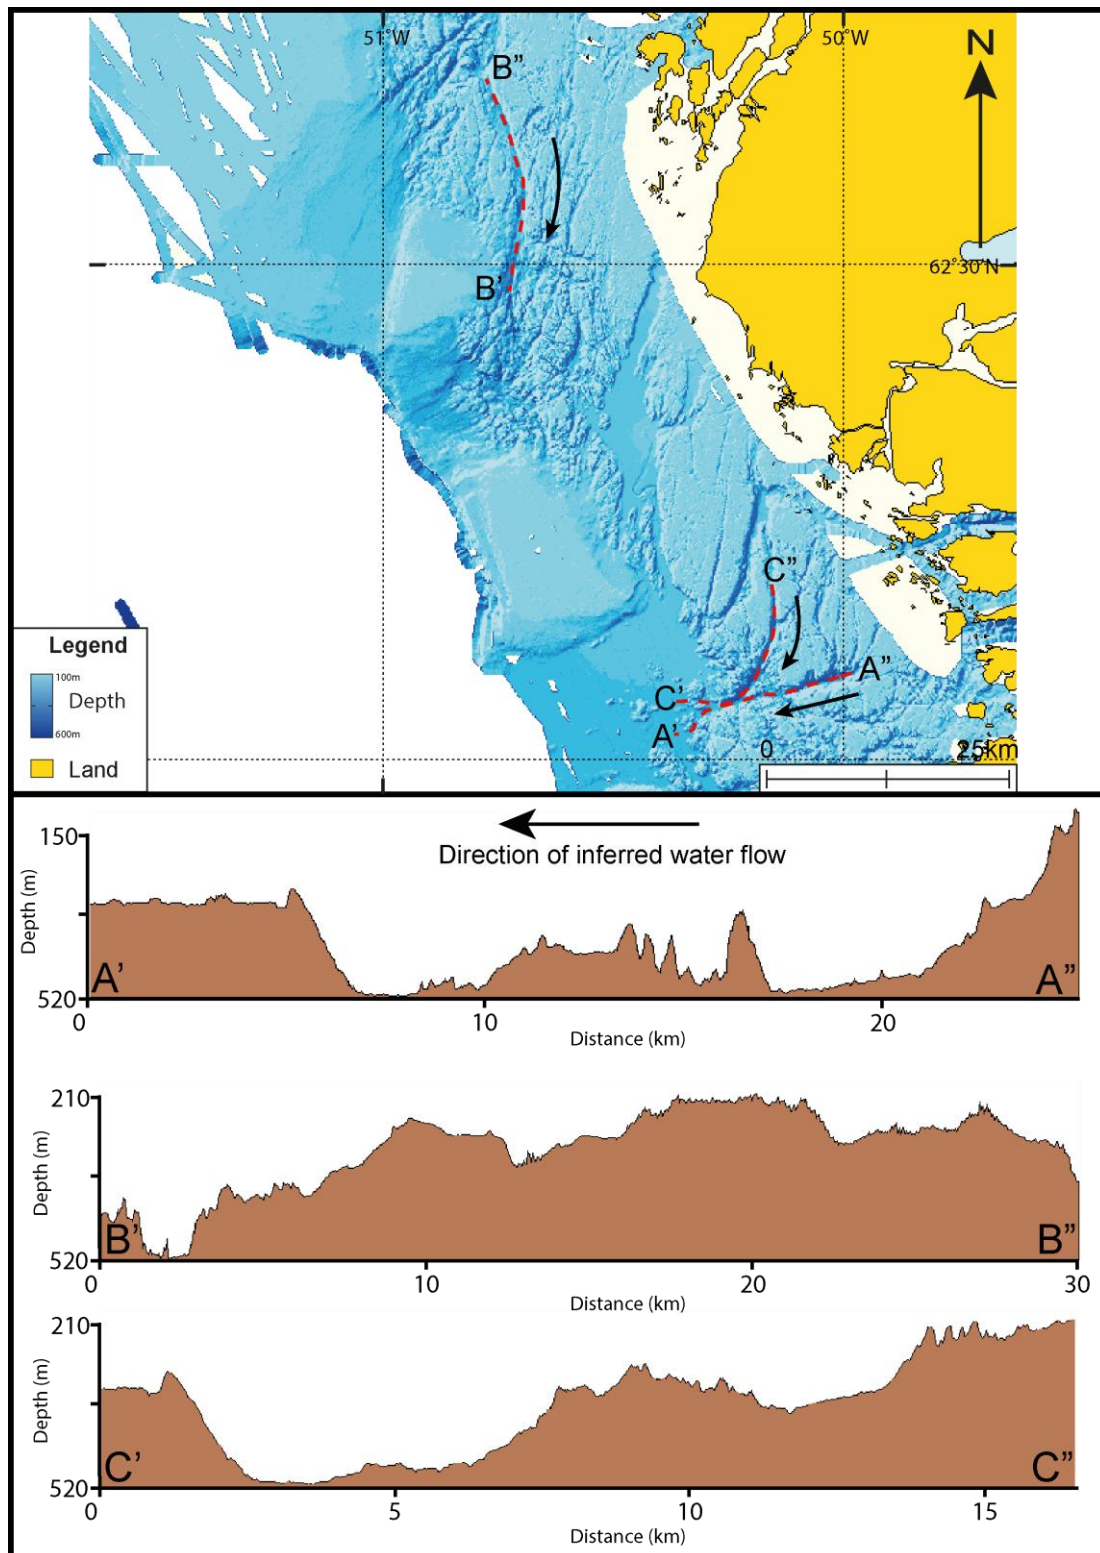 51°W
50°W
N
B”
62°30’N
B’
C”
A”
C’
A’
0
25km
Legend
100m
Depth
600m
Land
Direction of inferred water flow
150
Depth (m)
520
A’
A”
0
10
20
Distance (km)
210
Depth (m)
520
B’
B”
0
10
20
30
Distance (km)
210
Depth (m)
520
C’
C”
0
5
10
15
Distance (km)